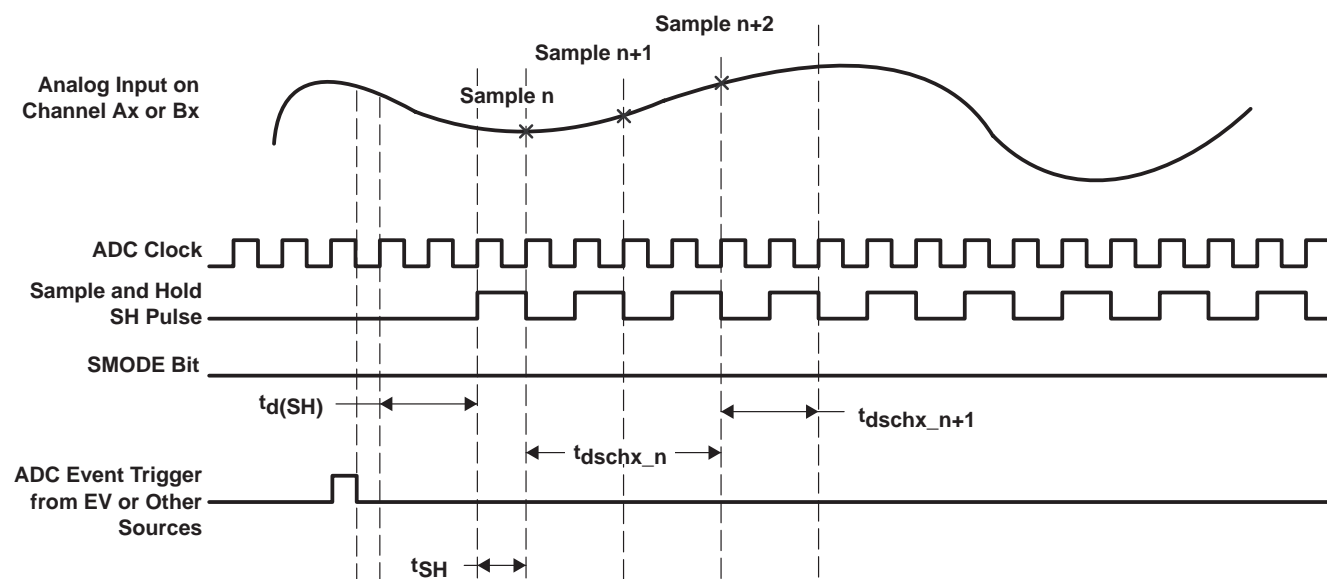 Sample n+2
Sample n+1
Analog Input on
Channel Ax or Bx
Sample n
ADC Clock
Sample and Hold
SH Pulse
SMODE Bit
td(SH)
tdschx_n+1
tdschx_n
ADC Event Trigger
from EV or Other
Sources
tSH